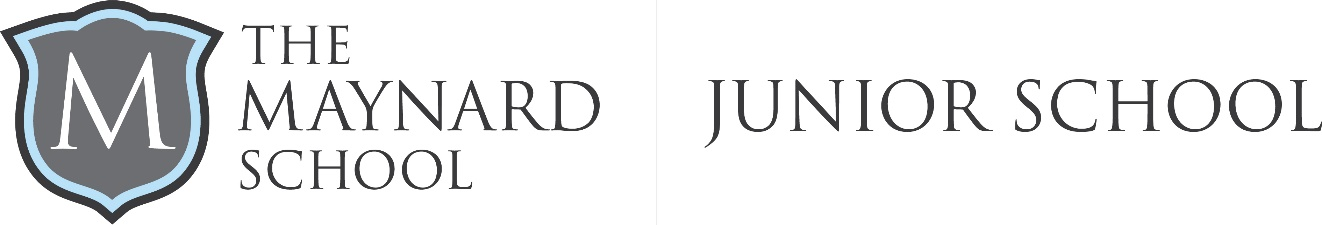 M
THE
MAYNARD
SCHOOL
JUNIOR SCHOOL